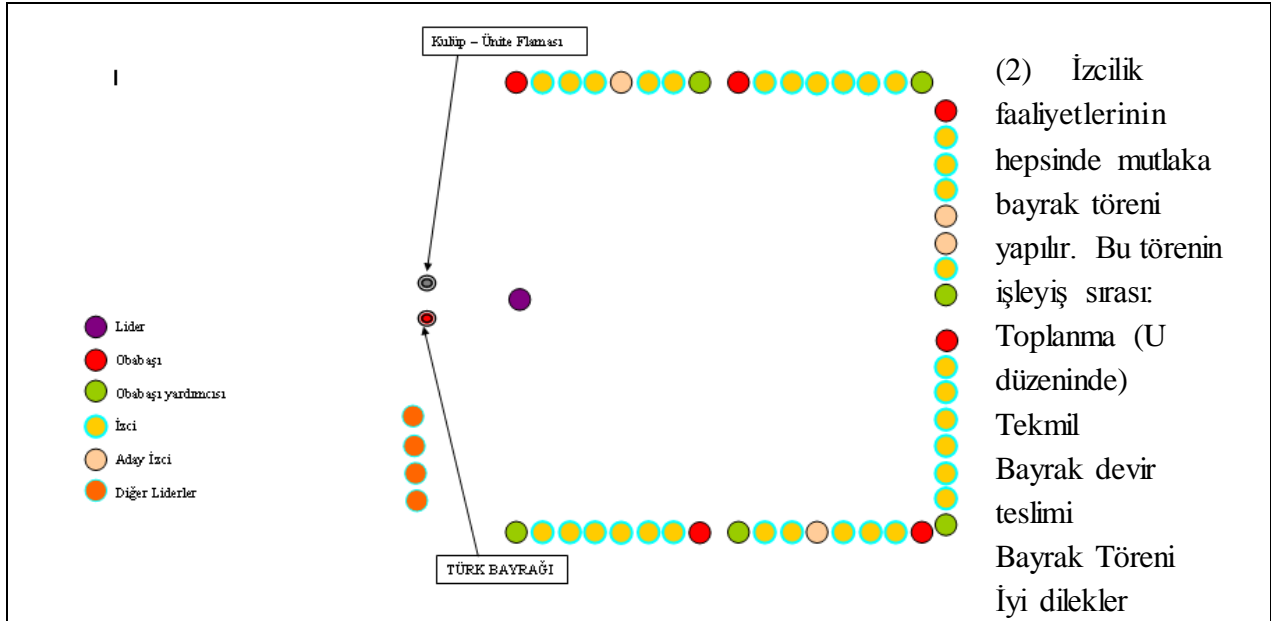 Kulüp – Ünite Flaması
I
Lider
Obabaşı
Obabaşı yardımcısı
İzci
Aday İzci
Diğer Liderler
TÜRK BAYRAĞI
(2) İzcilik
faaliyetlerinin
hepsinde mutlaka
bayrak töreni
yapılır. Bu törenin
işleyiş sırası:
Toplanma (U
düzeninde)
Tekmil
Bayrak devir
teslimi
Bayrak Töreni
İyi dilekler